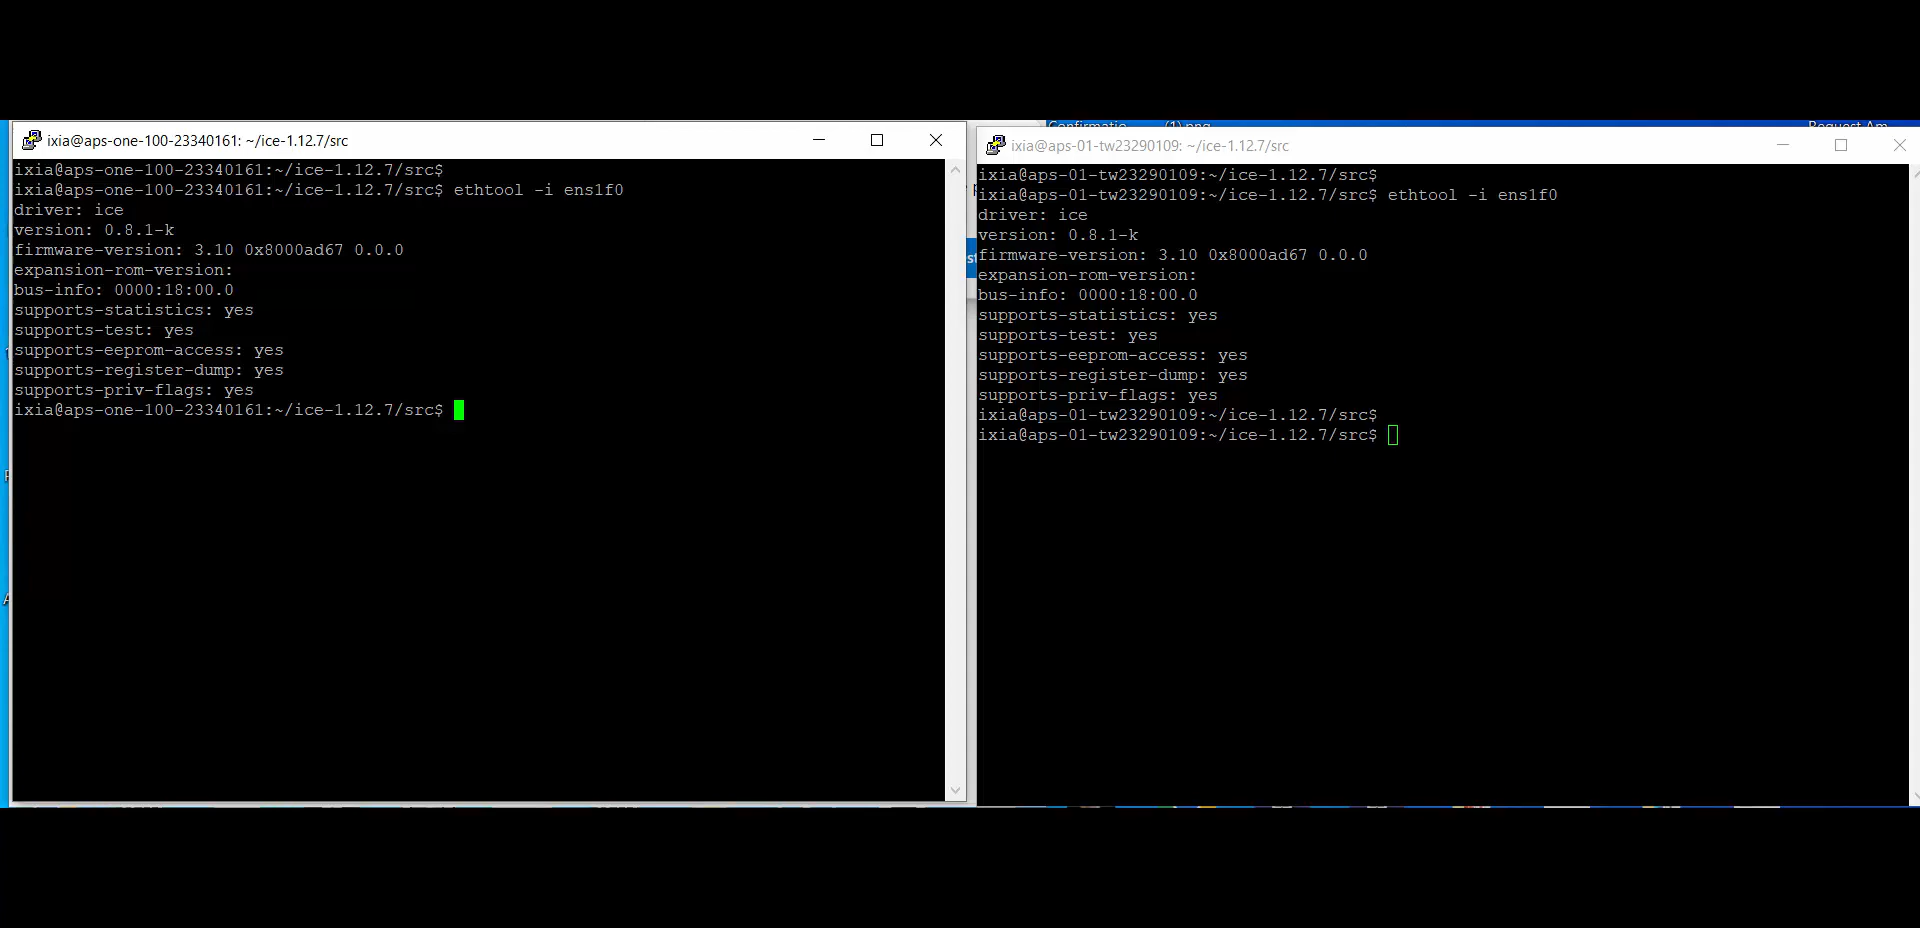 ixia@aps-one-100-23340161: ~/ice-1.12.7/src
ixia@aps-one-100-23340161:~/ice-1.12.7/src$
ixia@aps-one-100-23340161:~/ice-1.12.7/src$ ethtool -i ens1f0
driver: ice
version: 0.8.1-k
firmware-version: 3.10 0x8000ad67 0.0.0
expansion-rom-version:
bus-info: 0000:18:00.0
supports-statistics: yes
supports-test: yes
supports-eeprom-access: yes
supports-register-dump: yes
supports-priv-flags: yes
ixia@aps-one-100-23340161:~/ice-1.12.7/src$
Confirmatio... (1).png
Request Am...
ixia@aps-01-tw23290109: ~/ice-1.12.7/src
ixia@aps-01-tw23290109:~/ice-1.12.7/src$
ixia@aps-01-tw23290109:~/ice-1.12.7/src$ ethtool -i ens1f0
driver: ice
version: 0.8.1-k
firmware-version: 3.10 0x8000ad67 0.0.0
expansion-rom-version:
bus-info: 0000:18:00.0
supports-statistics: yes
supports-test: yes
supports-eeprom-access: yes
supports-register-dump: yes
supports-priv-flags: yes
ixia@aps-01-tw23290109:~/ice-1.12.7/src$
ixia@aps-01-tw23290109:~/ice-1.12.7/src$